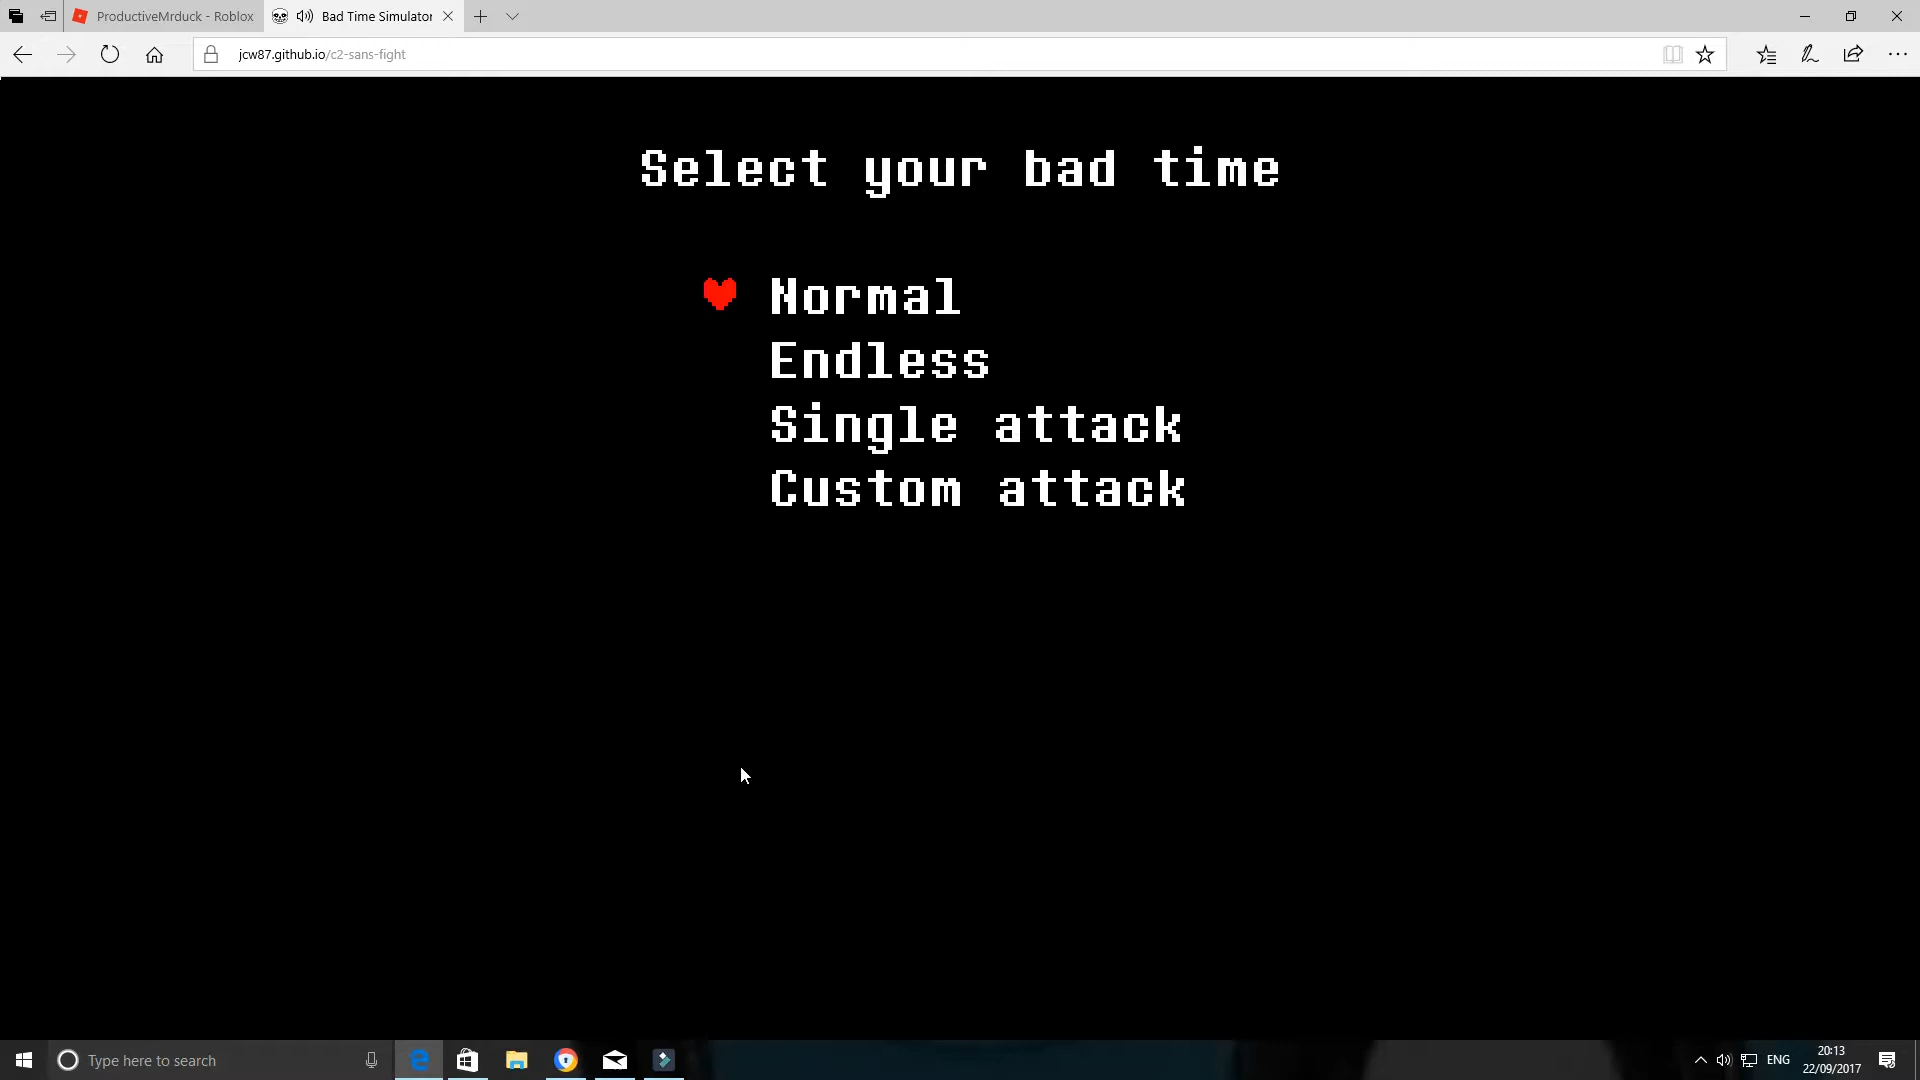 ProductiveMrduck - Roblox
Bad Time Simulator
jcw87.github.io/c2-sans-fight
Select your bad time
Normal
Endless
Single attack
Custom attack
Type here to search
ENG
20:13
22/09/2017